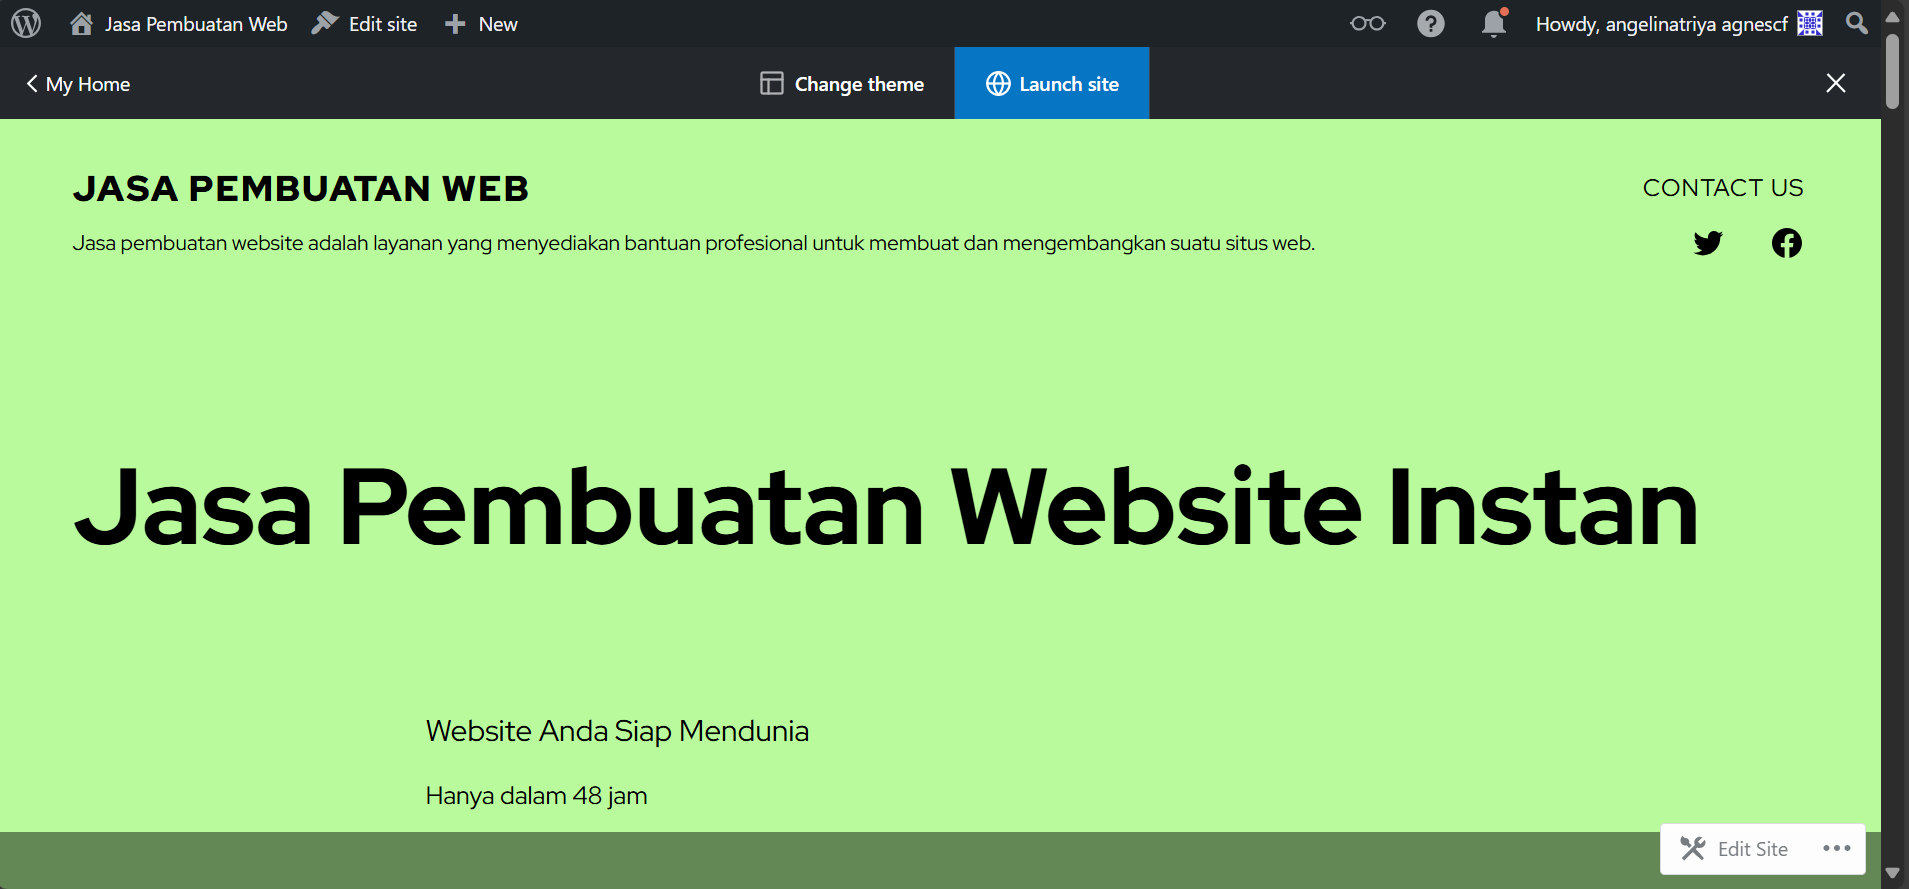 Jasa Pembuatan Web Edit site New Howdy, angelinatriya agnescf
My Home Change theme Launch site
JASA PEMBUATAN WEB CONTACT US
Jasa pembuatan website adalah layanan yang menyediakan bantuan profesional untuk membuat dan mengembangkan suatu situs web.
Jasa Pembuatan Website Instan
Website Anda Siap Mendunia
Hanya dalam 48 jam
Edit Site